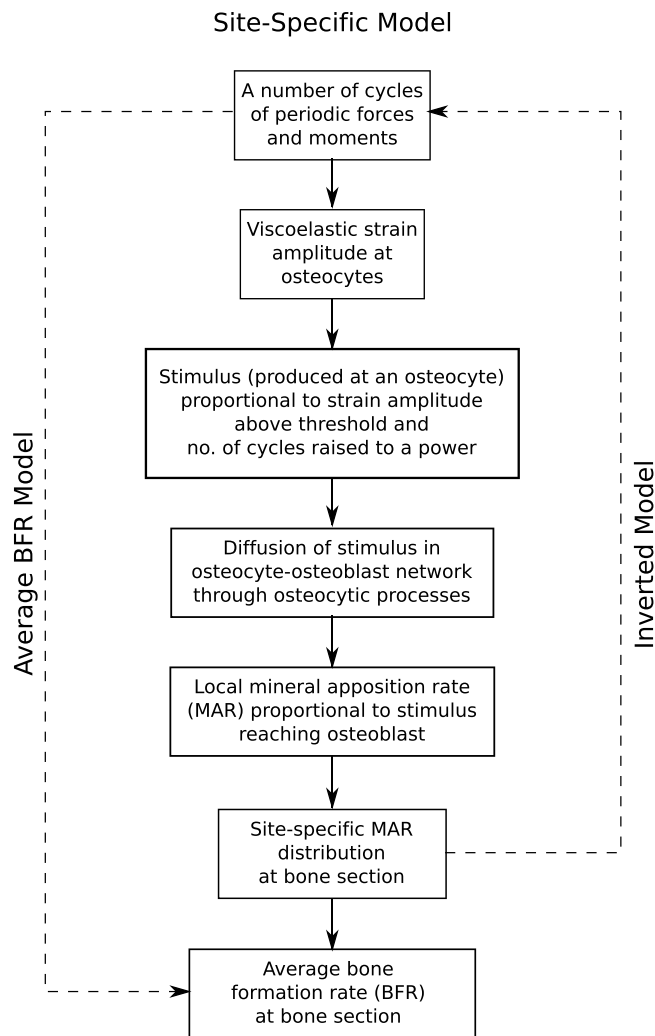 Site-Specific Model
A number of cycles
of periodic forces
and moments
Viscoelastic strain
amplitude at
osteocytes
Stimulus (produced at an osteocyte)
proportional to strain amplitude
above threshold and
no. of cycles raised to a power
Diffusion of stimulus in
osteocyte-osteoblast network
through osteocytic processes
Local mineral apposition rate
(MAR) proportional to stimulus
reaching osteoblast
Site-specific MAR
distribution
at bone section
Average bone
formation rate (BFR)
at bone section
Average BFR Model
Inverted Model